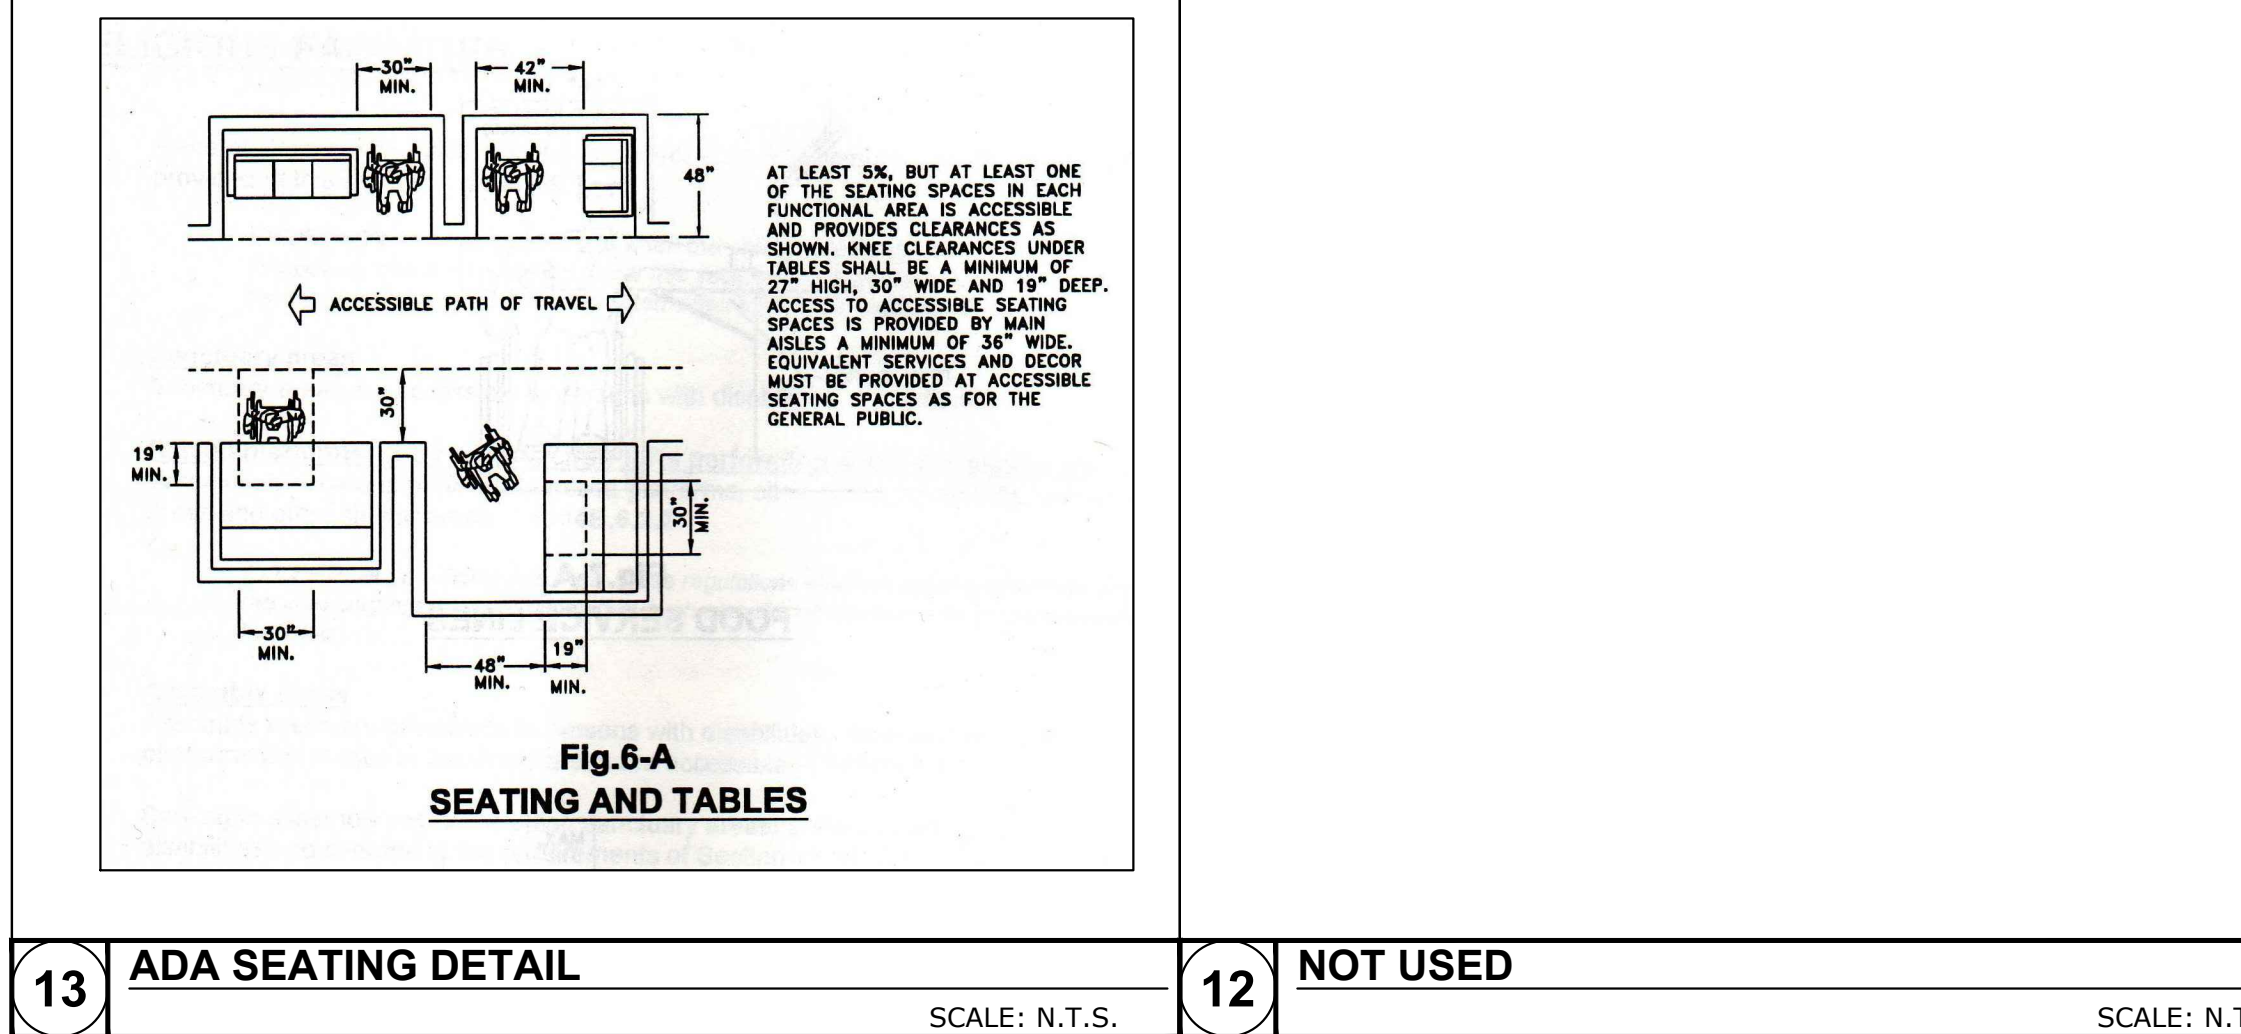 30"
MIN.
42"
MIN.
48"
AT LEAST 5%, BUT AT LEAST ONE
OF THE SEATING SPACES IN EACH
FUNCTIONAL AREA IS ACCESSIBLE
AND PROVIDES CLEARANCES AS
SHOWN. KNEE CLEARANCES UNDER
TABLES SHALL BE A MINIMUM OF
27" HIGH, 30" WIDE AND 19" DEEP.
ACCESS TO ACCESSIBLE SEATING
SPACES IS PROVIDED BY MAIN
AISLES A MINIMUM OF 36" WIDE.
EQUIVALENT SERVICES AND DECOR
MUST BE PROVIDED AT ACCESSIBLE
SEATING SPACES AS FOR THE
GENERAL PUBLIC.
ACCESSIBLE PATH OF TRAVEL
30"
19"
MIN.
30"
MIN.
30"
MIN.
48"
MIN.
19"
MIN.
Fig.6-A
SEATING AND TABLES
13
ADA SEATING DETAIL
SCALE: N.T.S.
12
NOT USED
SCALE: N.T